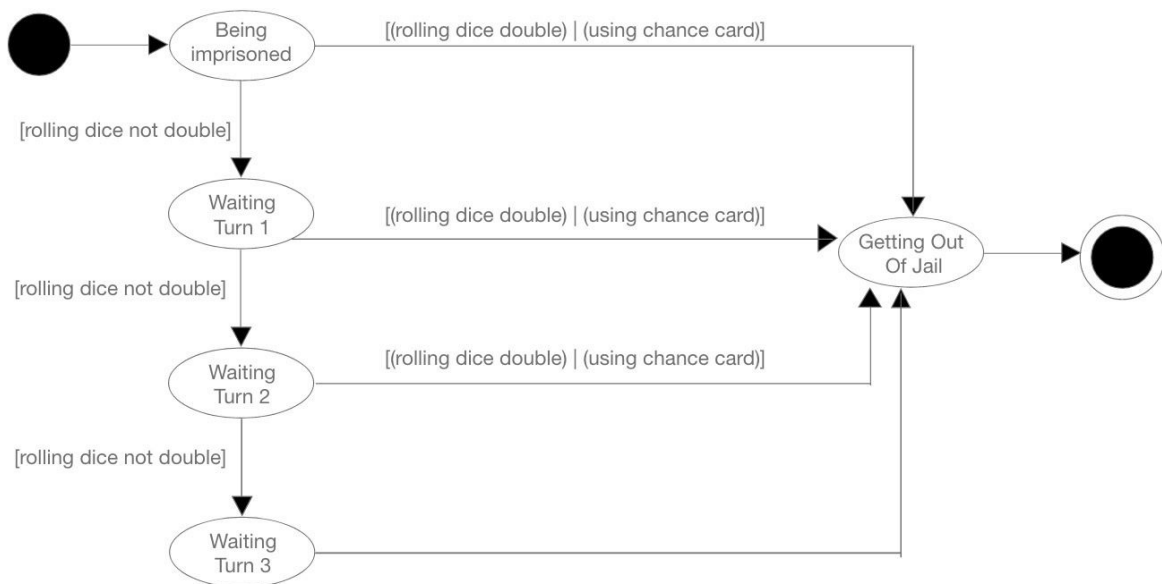 Being
imprisoned
[(rolling dice double) | (using chance card)]
[rolling dice not double]
Waiting
Turn 1
[(rolling dice double) | (using chance card)]
Getting Out
Of Jail
[rolling dice not double]
Waiting
Turn 2
[(rolling dice double) | (using chance card)]
[rolling dice not double]
Waiting
Turn 3